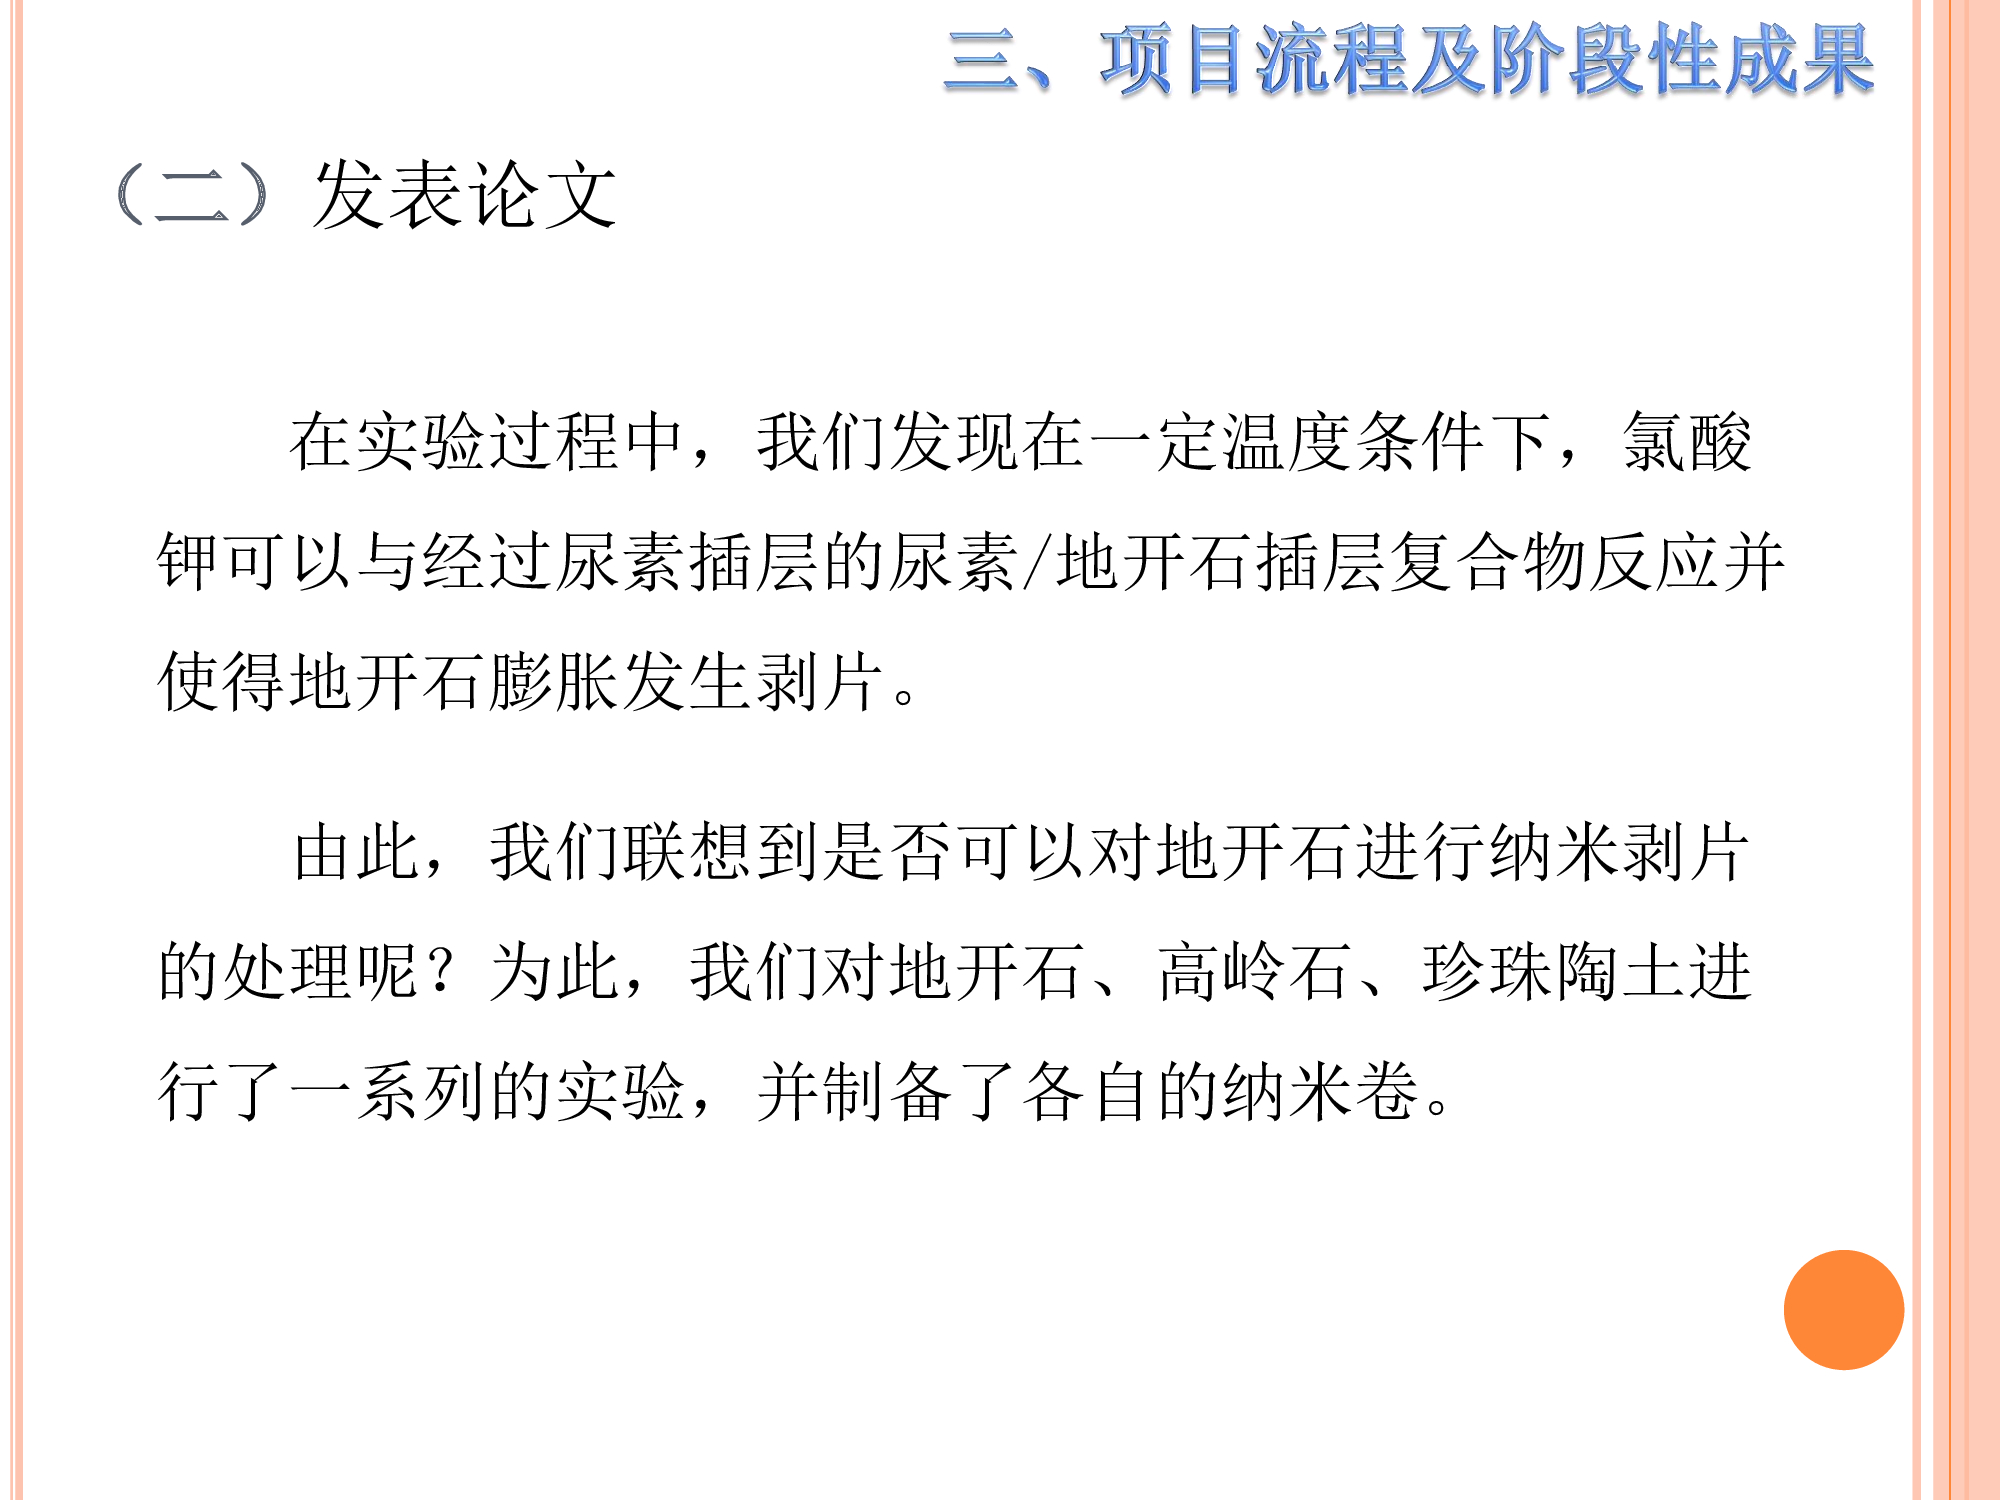 三、项目流程及阶段性成果
（二）发表论文
在实验过程中，我们发现在一定温度条件下，氯酸
钾可以与经过尿素插层的尿素/地开石插层复合物反应并
使得地开石膨胀发生剥片。
由此，我们联想到是否可以对地开石进行纳米剥片
的处理呢？为此，我们对地开石、高岭石、珍珠陶土进
行了一系列的实验，并制备了各自的纳米卷。